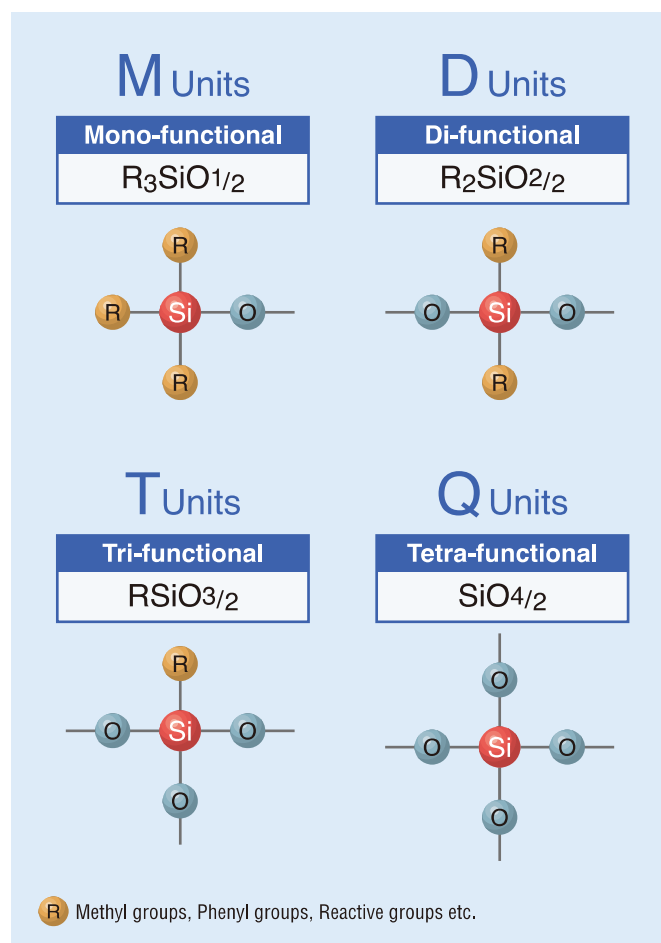 M Units
Mono-functional
R3SiO1/2
R
R Si O
R
D Units
Di-functional
R2SiO2/2
R
O Si O
R
T Units
Tri-functional
RSiO3/2
R
O Si O
O
Q Units
Tetra-functional
SiO4/2
O
O Si O
O
R Methyl groups, Phenyl groups, Reactive groups etc.